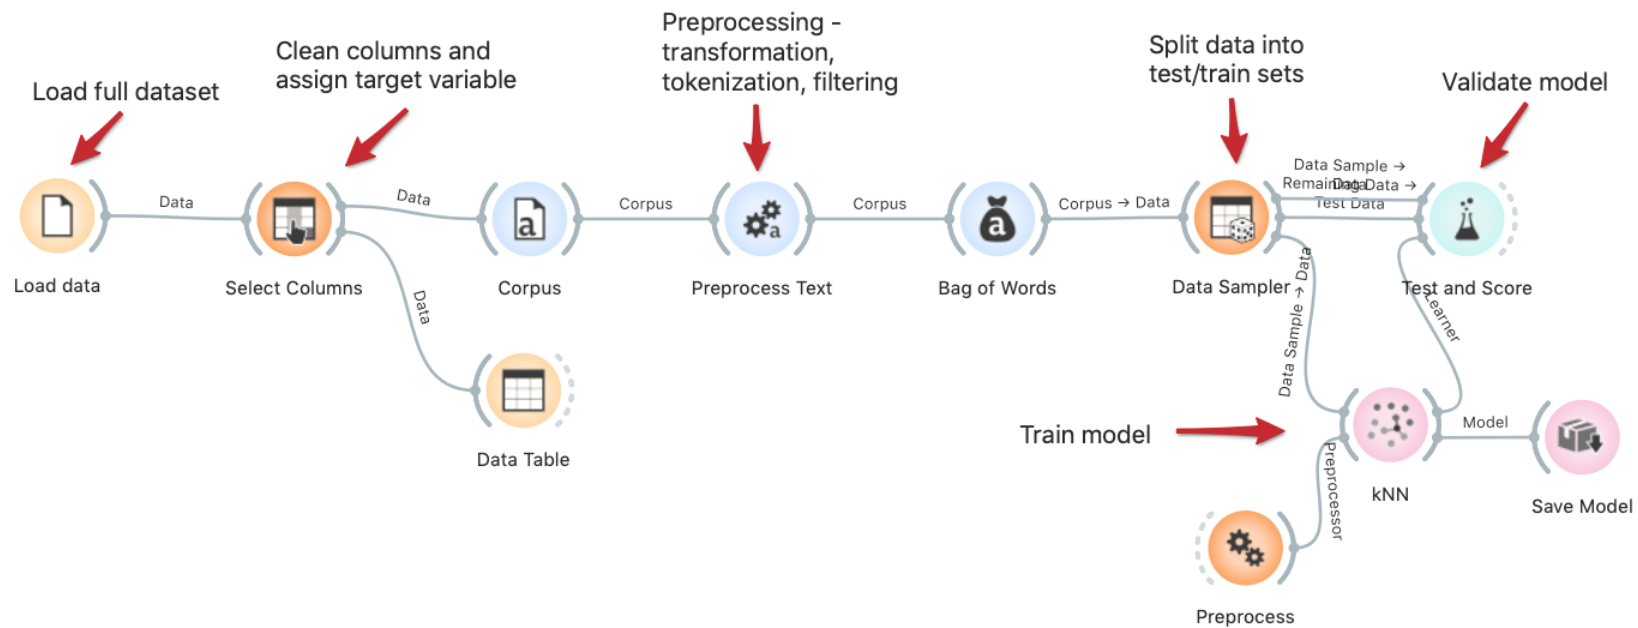 Load full dataset
Clean columns and
assign target variable
Preprocessing -
transformation,
tokenization, filtering
Split data into
test/train sets
Validate model
Data
Data
Corpus
Corpus
Corpus → Data
Data Sample →
Data
Remaining Data →
Test Data
Load data
Select Columns
Corpus
Preprocess Text
Bag of Words
Data Sampler
Test and Score
Data
Data Sample → Data
Learner
Data Table
Train model
Model
Preprocessor
kNN
Save Model
Preprocess
a
a
a